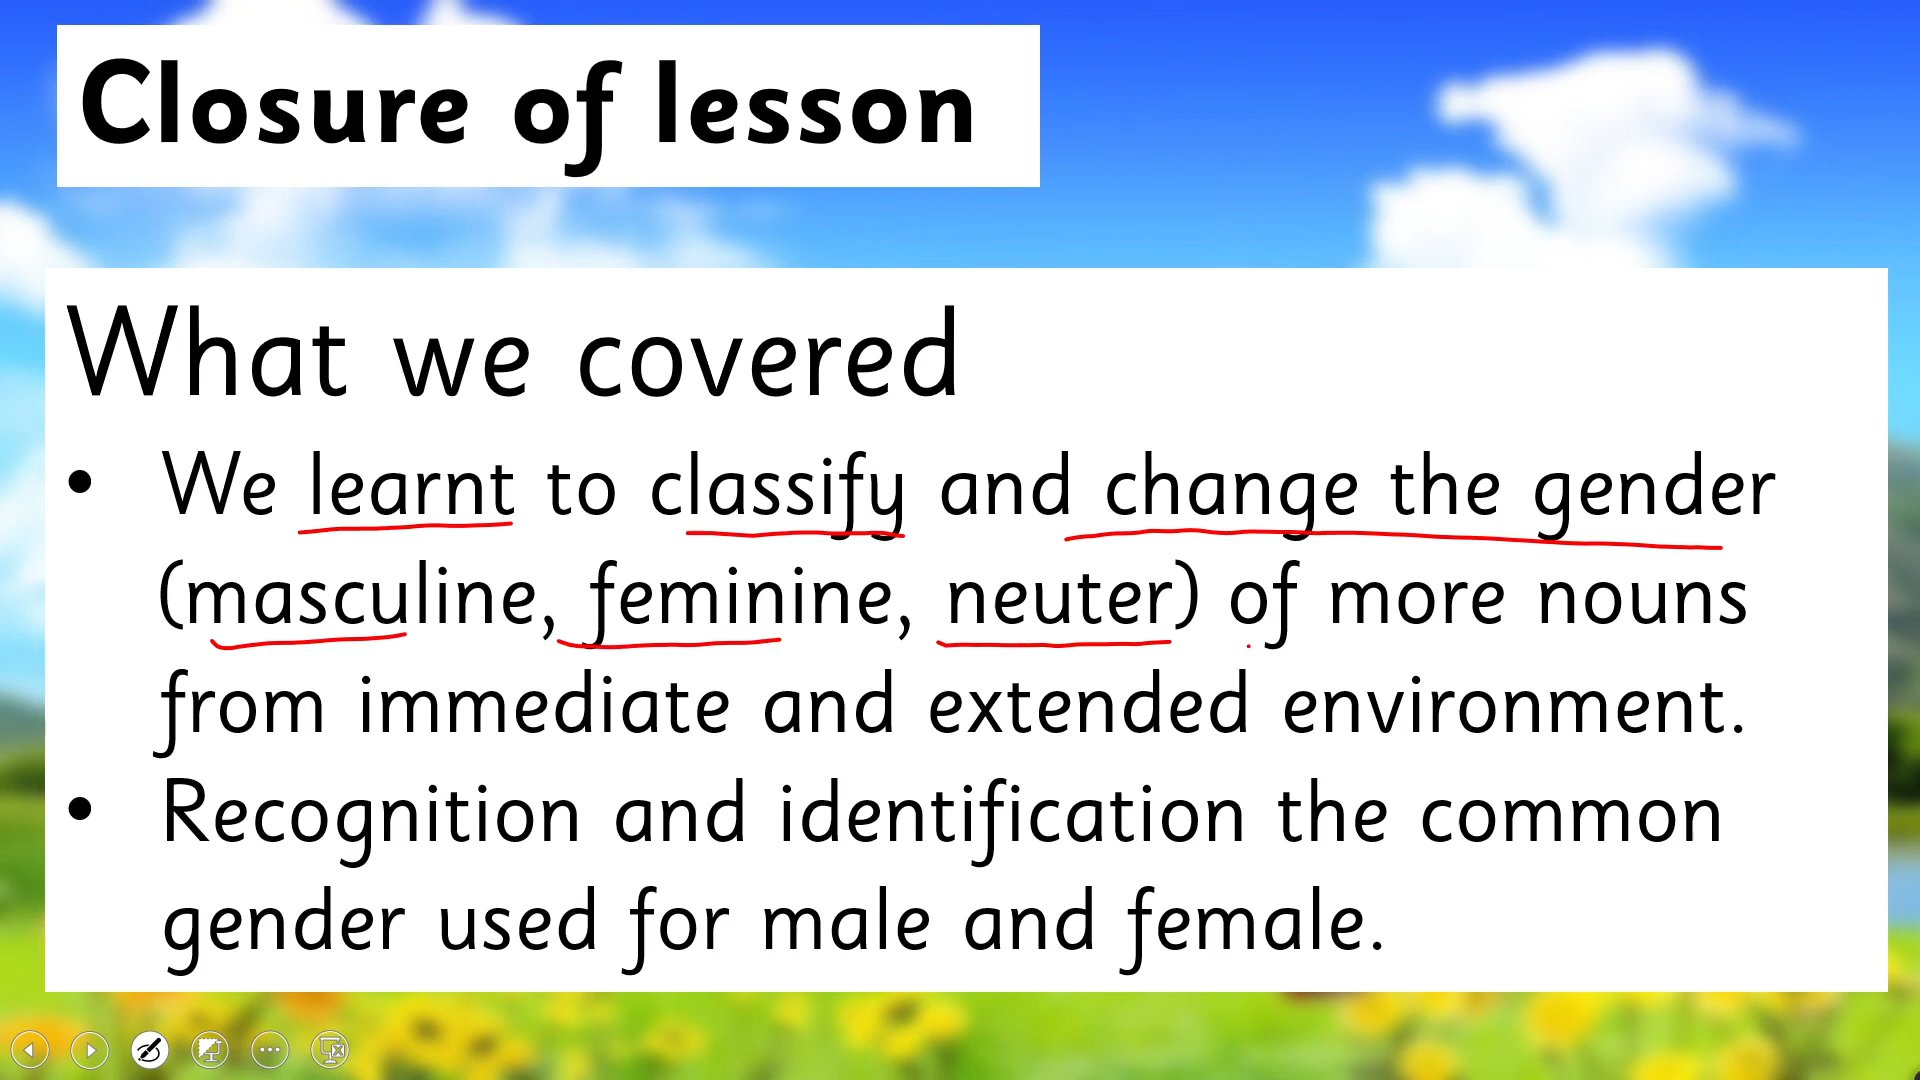 Closure of lesson
What we covered
• We learnt to classify and change the gender
(masculine, feminine, neuter) of more nouns
from immediate and extended environment.
• Recognition and identification the common
gender used for male and female.